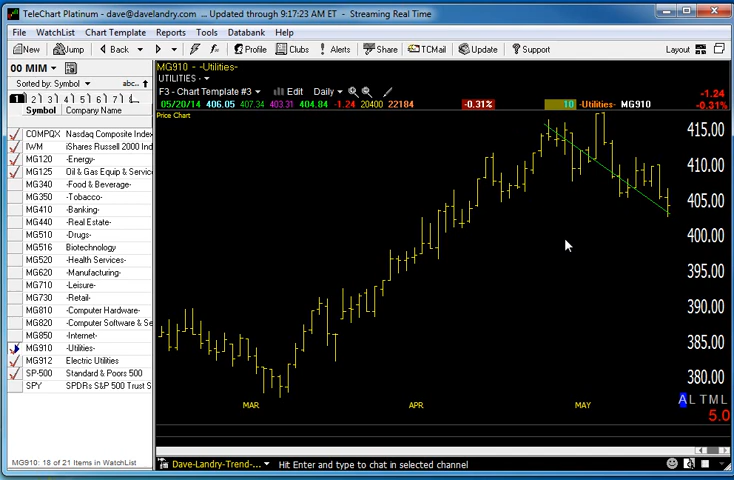 TeleChart Platinum - dave@davelandry.com ... Updated through 9:17:23 AM ET - Streaming Real Time
File WatchList Chart Template Reports Tools Databank Help
New Jump Back Profile Clubs Alerts Share TCMail Update Support Layout
00 MIM
Sorted by: Symbol abc...
1 2 3 4 5 6 7
Symbol Company Name
COMPQX Nasdaq Composite Index
IWM iShares Russell 2000 Ind
MG120 -Energy-
MG125 Oil & Gas Equip & Service
MG340 -Food & Beverage-
MG350 -Tobacco-
MG410 -Banking-
MG440 -Real Estate-
MG510 -Drugs-
MG516 Biotechnology
MG520 -Health Services-
MG620 -Manufacturing-
MG710 -Leisure-
MG730 -Retail-
MG810 -Computer Hardware-
MG820 -Computer Software & Se
MG850 -Internet-
MG910 -Utilities-
MG912 Electric Utilities
SP-500 Standard & Poors 500
SPY SPDRs S&P 500 Trust S
MG910: 18 of 21 Items in WatchList
MG910 - -Utilities-
UTILITIES
F3 - Chart Template #3 Edit Daily
-1.24
05/20/14 406.05 407.34 403.31 404.84 -1.24 20400 22184 -0.31% 10 -Utilities- MG910 -0.31%
Price Chart
415.00
410.00
405.00
400.00
395.00
390.00
385.00
380.00
MAR APR MAY
A L T M L
5.0
Dave-Landry-Trend-... Hit Enter and type to chat in selected channel